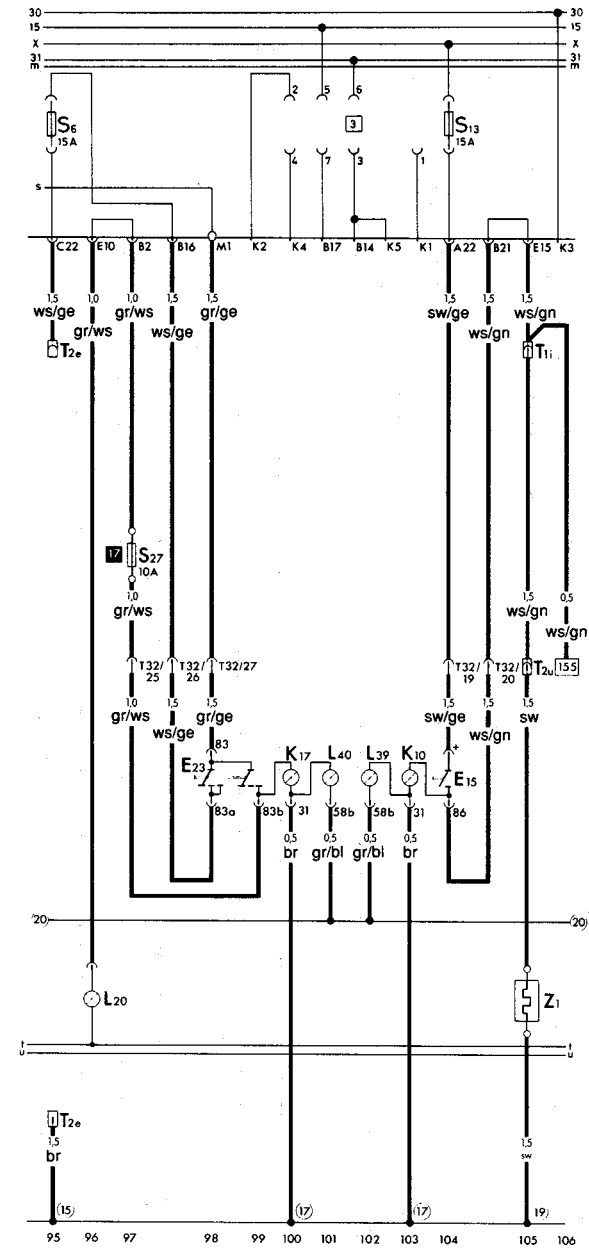 30 30
15 15
X X
31 31
m m
2 5 6
S6 3 S13
15A 15A
4 7 3 1
s
C22 E10 B2 B16 M1 K2 K4 B17 B14 K5 K1 A22 B21 E15 K3
1,5 1,0 1,0 1,5 1,5 1,5 1,5 1,5
ws/ge gr/ws gr/ge sw/ge ws/gn
gr/ws ws/ge ws/gn
T2e T1i
17 S27
10A
1,0 1,5 0,5
gr/ws ws/gn
ws/gn
T32/25 T32/26 T32/27 T32/19 T32/20 T2u 155
1,0 1,5 1,5 1,5 1,5 1,5
gr/ws gr/ge sw/ge sw
ws/ge ws/gn
83 K17 L40 L39 K10 +
E23 E15
83a 83b 31 58b 58b 31 86
0,5 0,5 0,5 0,5
br gr/bl gr/bl br
20 20
L20 Z1
t t
u u
T2e
1,5 1,5
br sw
15 17 17 19
95 96 97 98 99 100 101 102 103 104 105 106